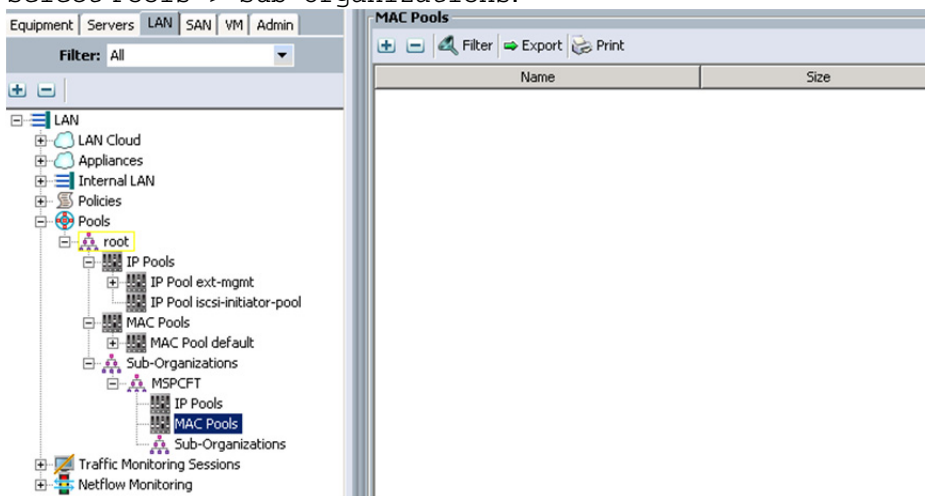 Select Pools > Sub-Organizations.
Equipment Servers LAN SAN VM Admin
Filter: All
LAN
LAN Cloud
Appliances
Internal LAN
Policies
Pools
root
IP Pools
IP Pool ext-mgmt
IP Pool iscsi-initiator-pool
MAC Pools
MAC Pool default
Sub-Organizations
MSPCFT
IP Pools
MAC Pools
Sub-Organizations
Traffic Monitoring Sessions
Netflow Monitoring
MAC Pools
Filter Export Print
Name Size